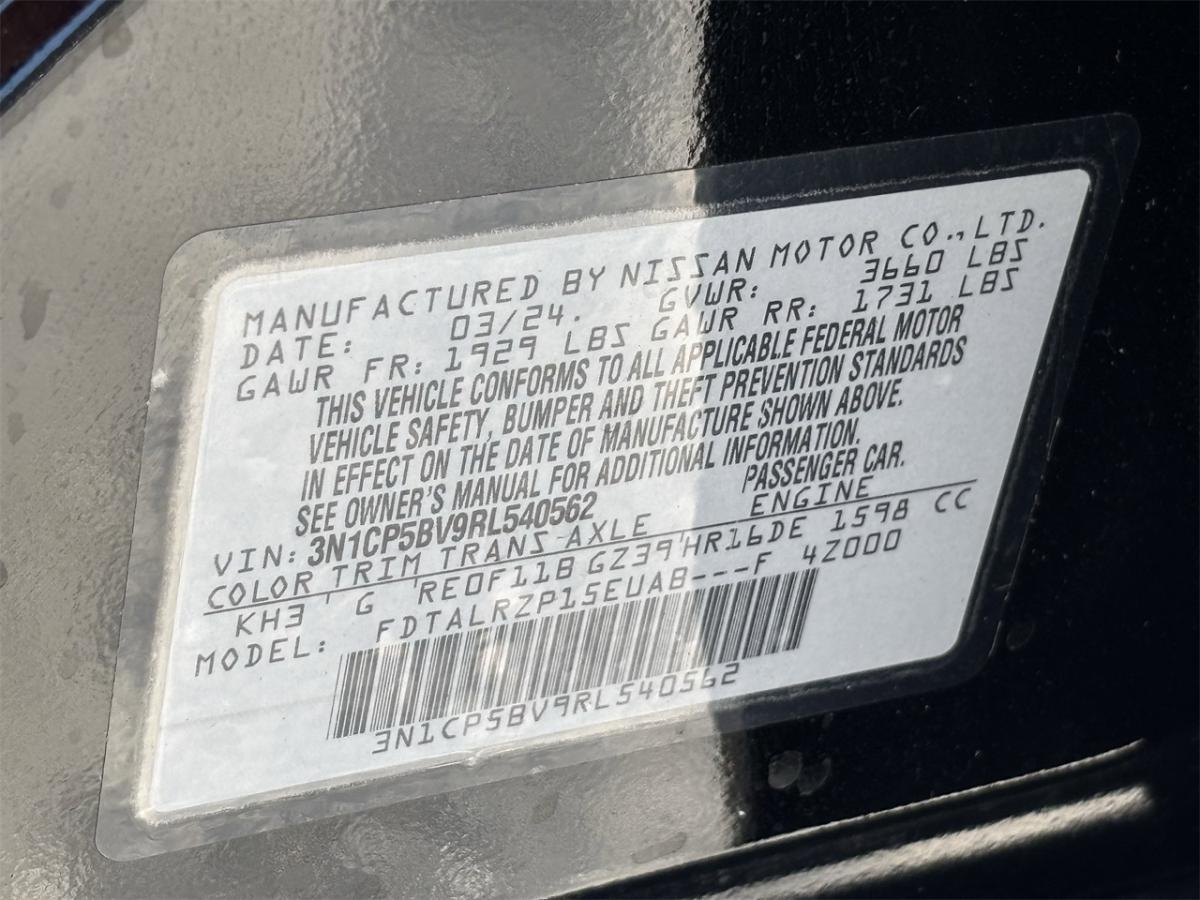 MANUFACTURED BY NISSAN MOTOR CO., LTD.
DATE: 03/24. GVWR: 3660 LBS
GAWR FR: 1929 LBS GAWR RR: 1731 LBS
THIS VEHICLE CONFORMS TO ALL APPLICABLE FEDERAL MOTOR
VEHICLE SAFETY, BUMPER AND THEFT PREVENTION STANDARDS
IN EFFECT ON THE DATE OF MANUFACTURE SHOWN ABOVE.
SEE OWNER'S MANUAL FOR ADDITIONAL INFORMATION.
VIN: 3N1CP5BV9RL540562 PASSENGER CAR.
COLOR TRIM TRANS AXLE ENGINE
KH3 G RE0F11B GZ39 HR16DE 1598 CC
MODEL: FDTALRZP15EUAB---F 4Z000
3N1CP5BV9RL540562